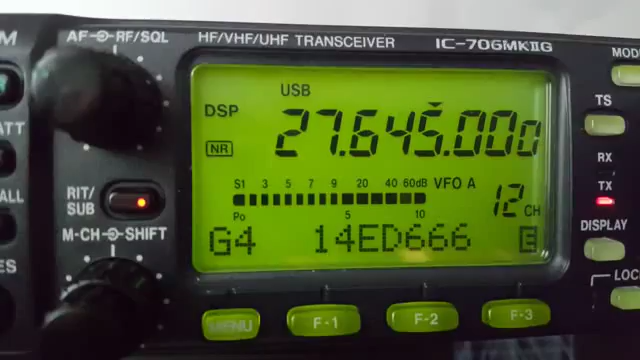 AF RF/SQL HF/VHF/UHF TRANSCEIVER IC-706MKIIG
USB
DSP
27.645.000
NR
TS
RX
TX
S1 3 5 7 9 20 40 60dB VFO A
12 CH
Po 5 10
RIT/
SUB
M-CH SHIFT
G4 14ED666 E
DISPLAY
MENU F-1 F-2 F-3